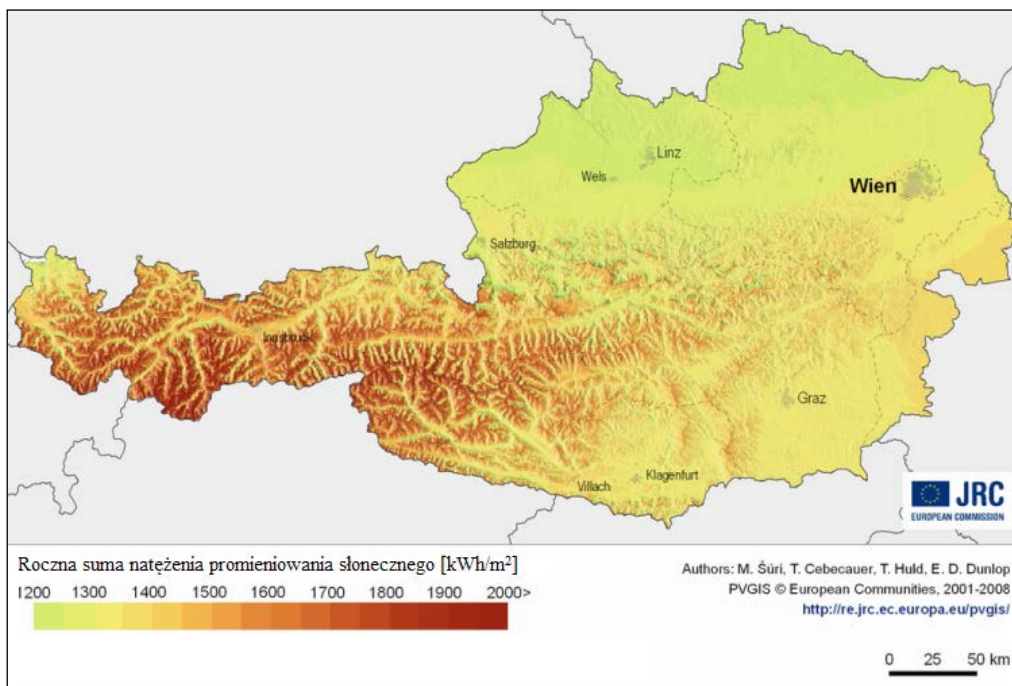 Linz
Wels
Wien
Salzburg
Innsbruck
Graz
Klagenfurt
Villach
JRC
EUROPEAN COMMISSION
Roczna suma natężenia promieniowania słonecznego [kWh/m²]
1200 1300 1400 1500 1600 1700 1800 1900 2000>
Authors: M. Šúri, T. Cebecauer, T. Huld, E. D. Dunlop
PVGIS © European Communities, 2001-2008
http://re.jrc.ec.europa.eu/pvgis/
0 25 50 km